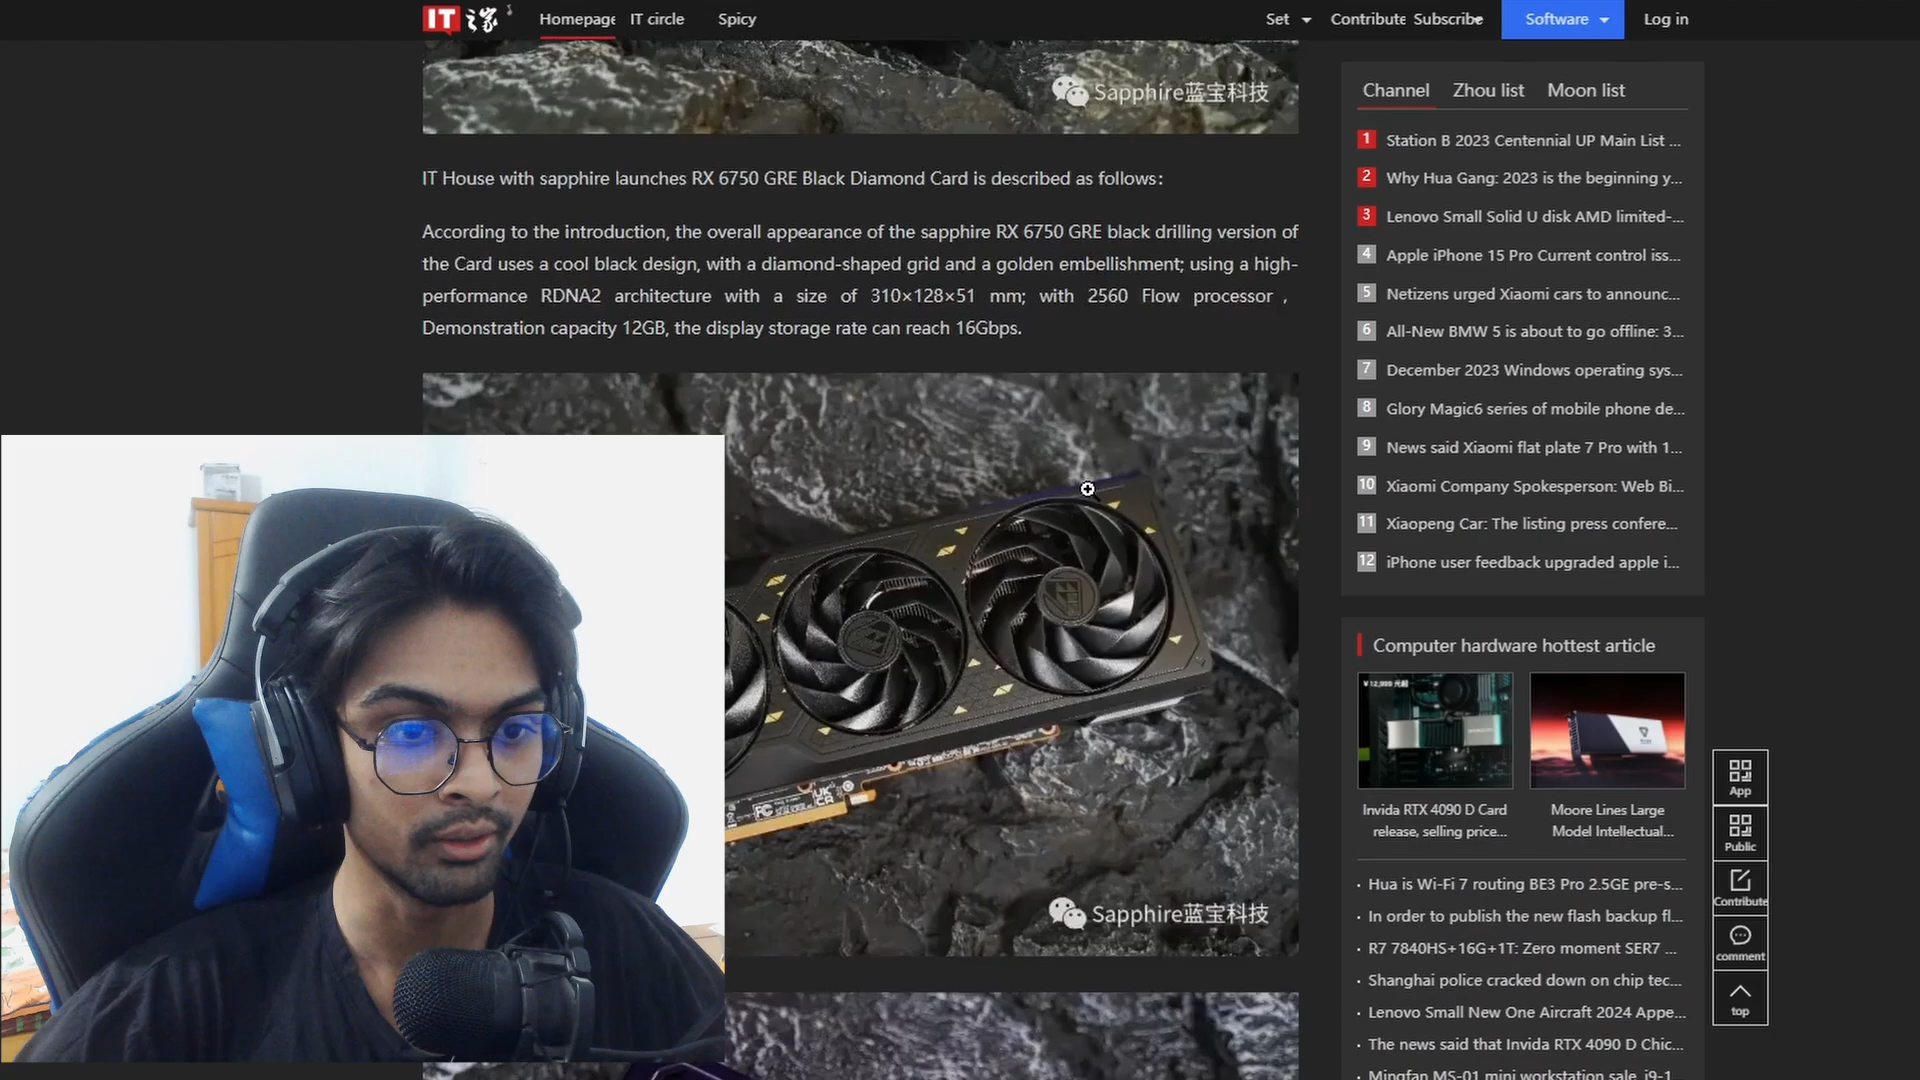 IT之家
Homepage IT circle Spicy
Set Contribute Subscribe Software Log in
Sapphire蓝宝科技
IT House with sapphire launches RX 6750 GRE Black Diamond Card is described as follows：
According to the introduction, the overall appearance of the sapphire RX 6750 GRE black drilling version of
the Card uses a cool black design, with a diamond-shaped grid and a golden embellishment; using a high-
performance RDNA2 architecture with a size of 310×128×51 mm; with 2560 Flow processor，
Demonstration capacity 12GB, the display storage rate can reach 16Gbps.
FC
UK
CA
Sapphire蓝宝科技
Channel Zhou list Moon list
1 Station B 2023 Centennial UP Main List ...
2 Why Hua Gang: 2023 is the beginning y...
3 Lenovo Small Solid U disk AMD limited-...
4 Apple iPhone 15 Pro Current control iss...
5 Netizens urged Xiaomi cars to announc...
6 All-New BMW 5 is about to go offline: 3...
7 December 2023 Windows operating sys...
8 Glory Magic6 series of mobile phone de...
9 News said Xiaomi flat plate 7 Pro with 1...
10 Xiaomi Company Spokesperson: Web Bi...
11 Xiaopeng Car: The listing press confere...
12 iPhone user feedback upgraded apple i...
Computer hardware hottest article
Invida RTX 4090 D Card
release, selling price...
Moore Lines Large
Model Intellectual...
· Hua is Wi-Fi 7 routing BE3 Pro 2.5GE pre-s...
· In order to publish the new flash backup fl...
· R7 7840HS+16G+1T: Zero moment SER7 ...
· Shanghai police cracked down on chip tec...
· Lenovo Small New One Aircraft 2024 Appe...
· The news said that Invida RTX 4090 D Chic...
· Mingfan MS-01 mini workstation sale, i9-1...
App
Public
Contribute
comment
top